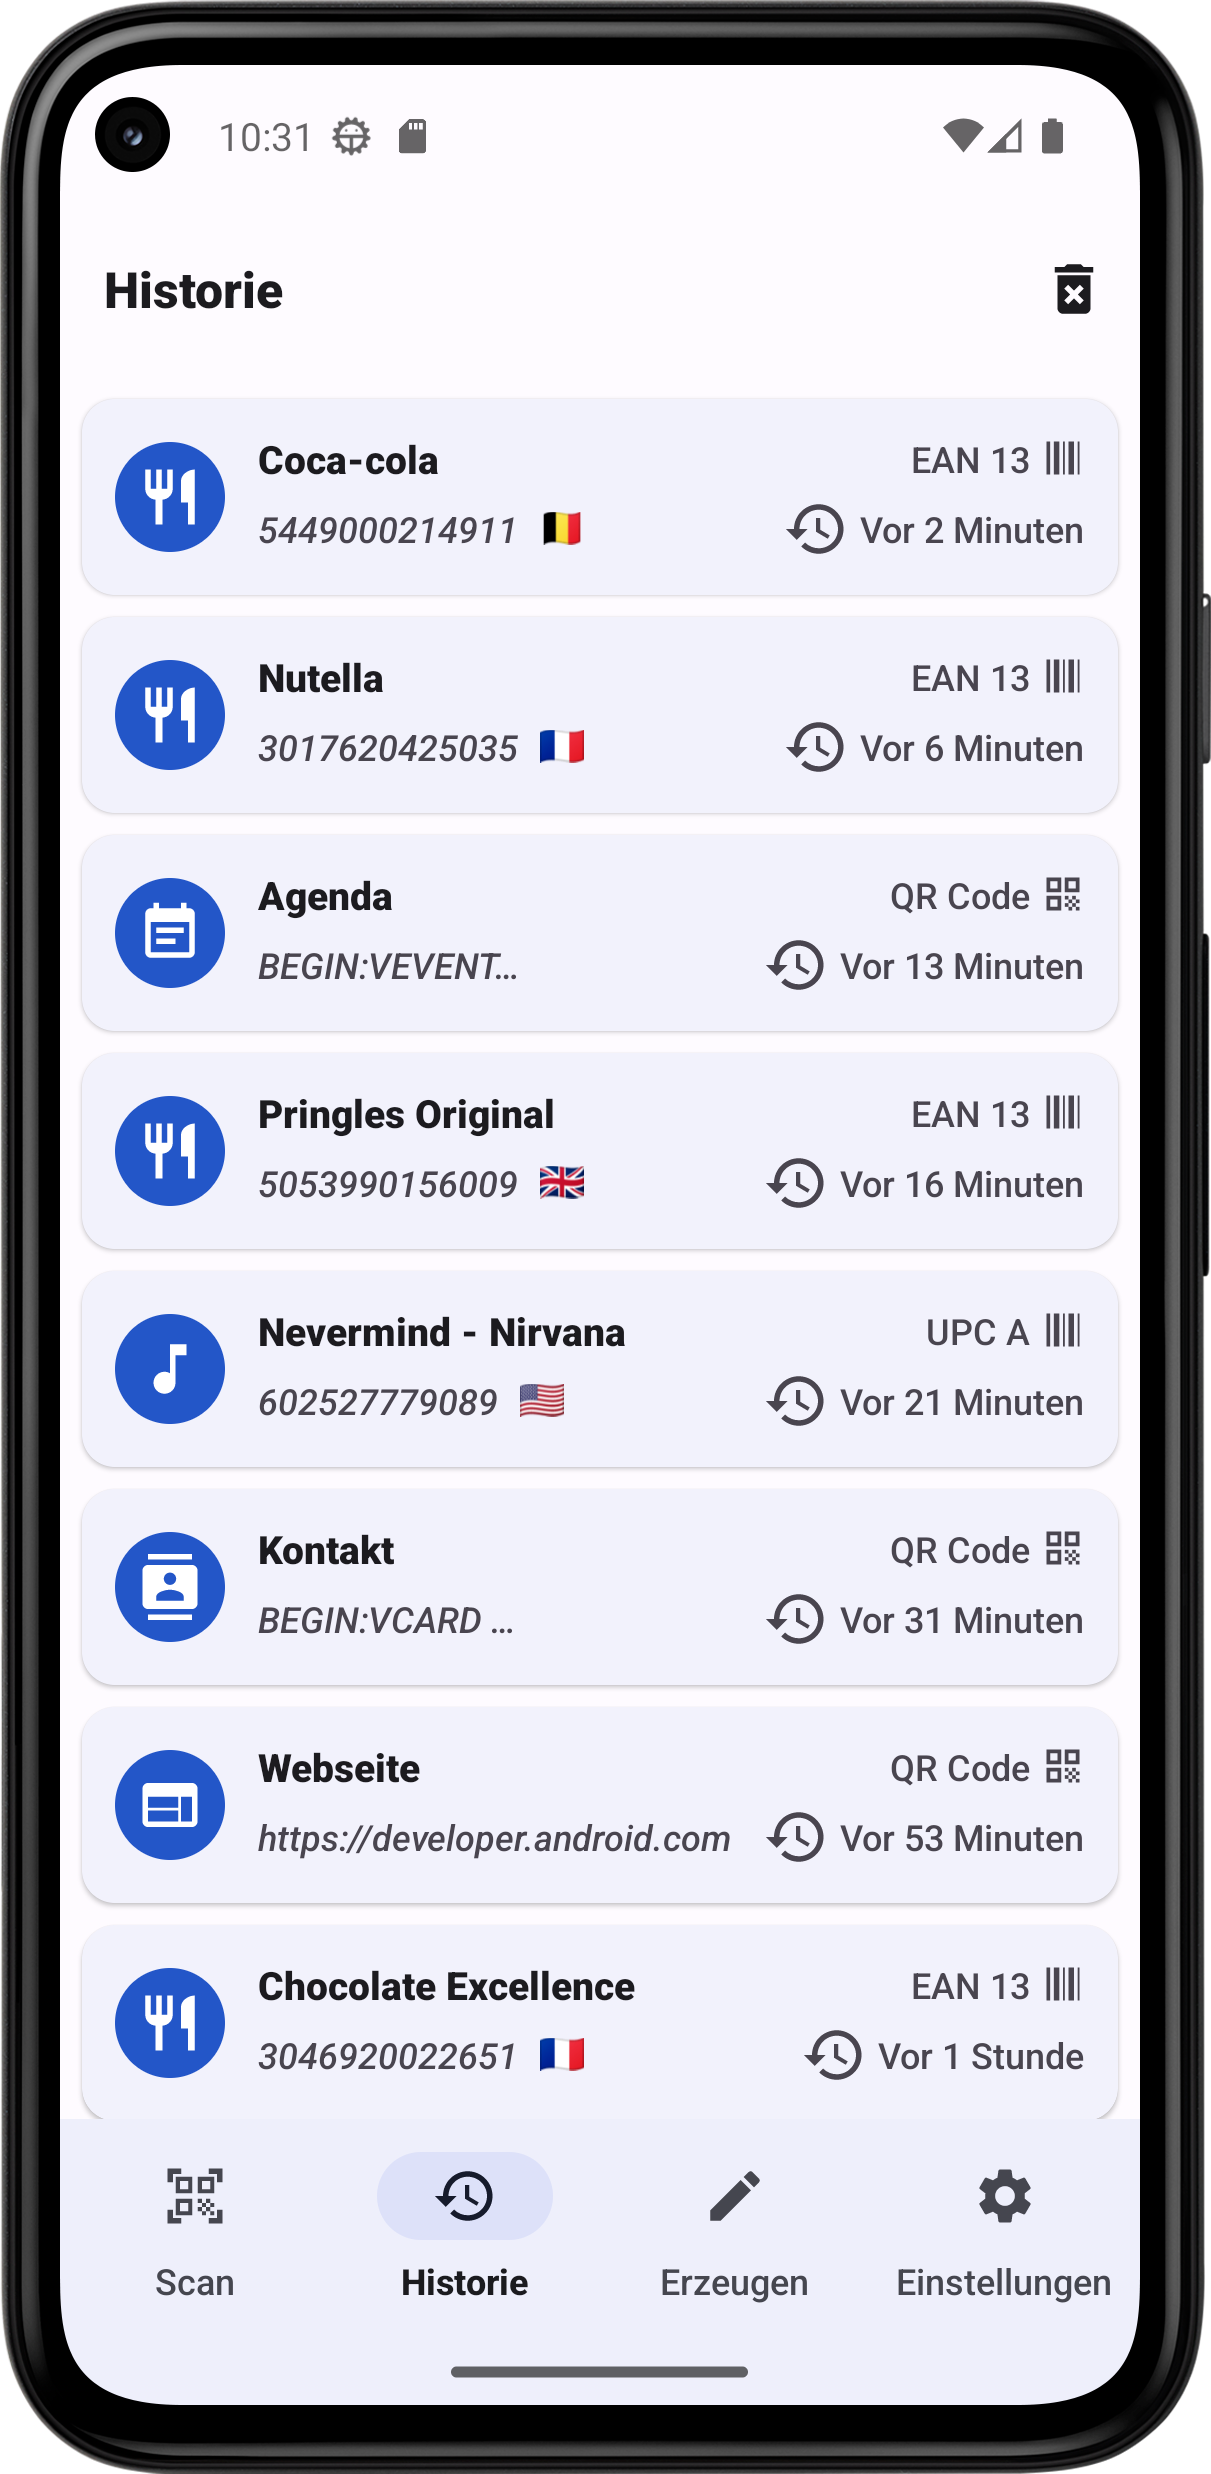 10:31
Historie
Coca-cola
EAN 13
5449000214911
Vor 2 Minuten
Nutella
EAN 13
3017620425035
Vor 6 Minuten
Agenda
QR Code
BEGIN:VEVENT...
Vor 13 Minuten
Pringles Original
EAN 13
5053990156009
Vor 16 Minuten
Nevermind - Nirvana
UPC A
602527779089
Vor 21 Minuten
Kontakt
QR Code
BEGIN:VCARD ...
Vor 31 Minuten
Webseite
QR Code
https://developer.android.com
Vor 53 Minuten
Chocolate Excellence
EAN 13
3046920022651
Vor 1 Stunde
Scan
Historie
Erzeugen
Einstellungen